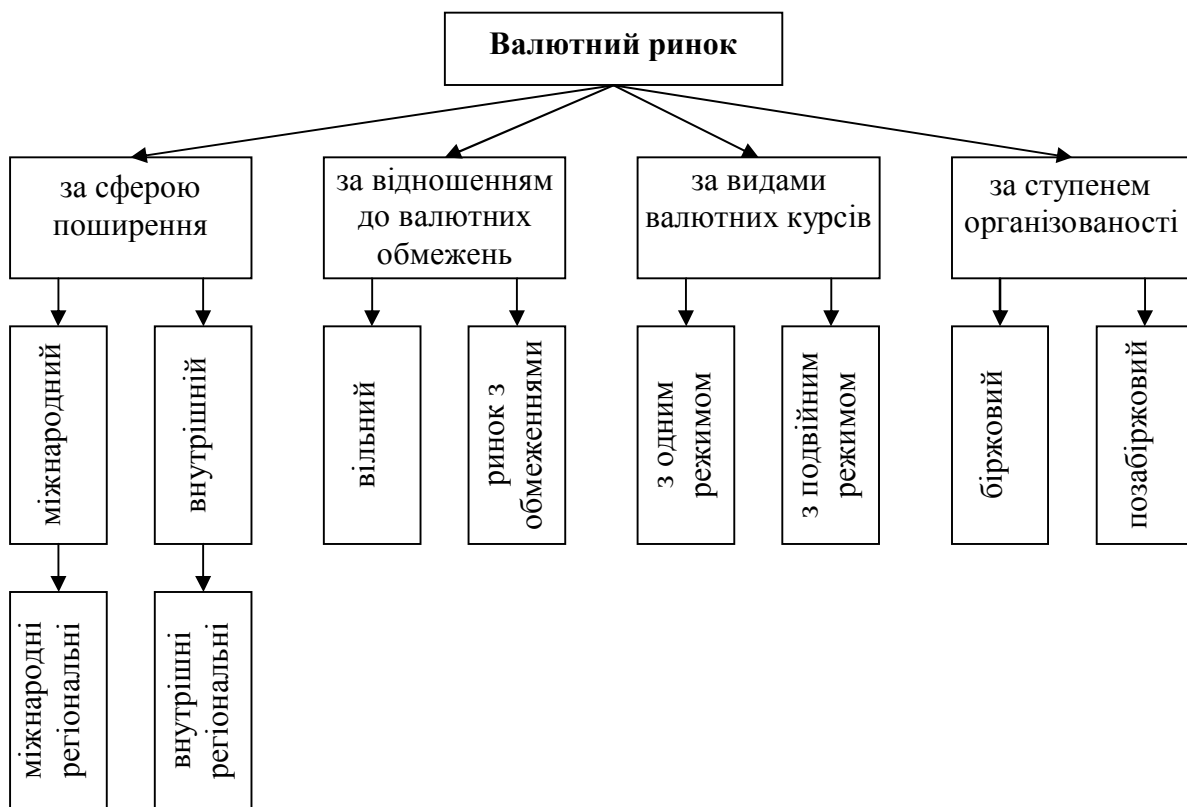 Валютний ринок
за сферою
поширення
за відношенням
до валютних
обмежень
за видами
валютних курсів
за ступенем
організованості
міжнародний
внутрішній
вільний
ринок з
обмеженнями
з одним
режимом
з подвійним
режимом
біржовий
позабіржовий
міжнародні
регіональні
внутрішні
регіональні